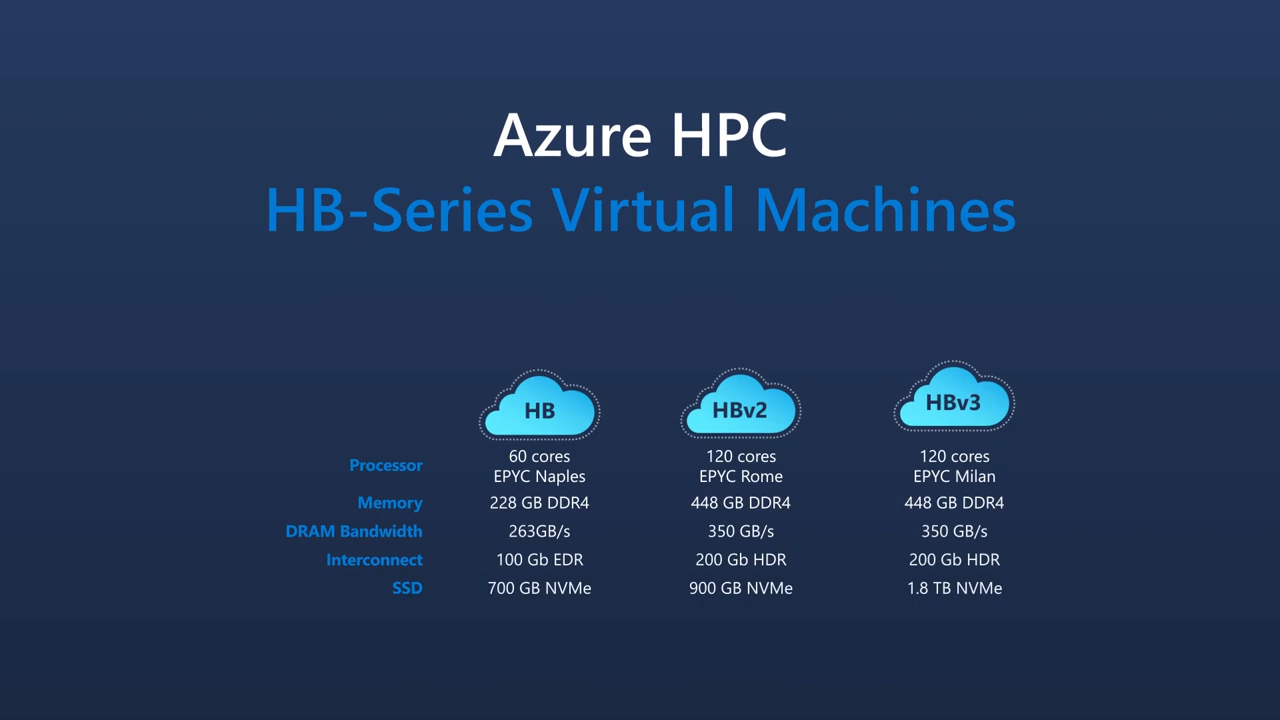 Azure HPC
HB-Series Virtual Machines
HB HBv2 HBv3
Processor 60 cores EPYC Naples 120 cores EPYC Rome 120 cores EPYC Milan
Memory 228 GB DDR4 448 GB DDR4 448 GB DDR4
DRAM Bandwidth 263GB/s 350 GB/s 350 GB/s
Interconnect 100 Gb EDR 200 Gb HDR 200 Gb HDR
SSD 700 GB NVMe 900 GB NVMe 1.8 TB NVMe